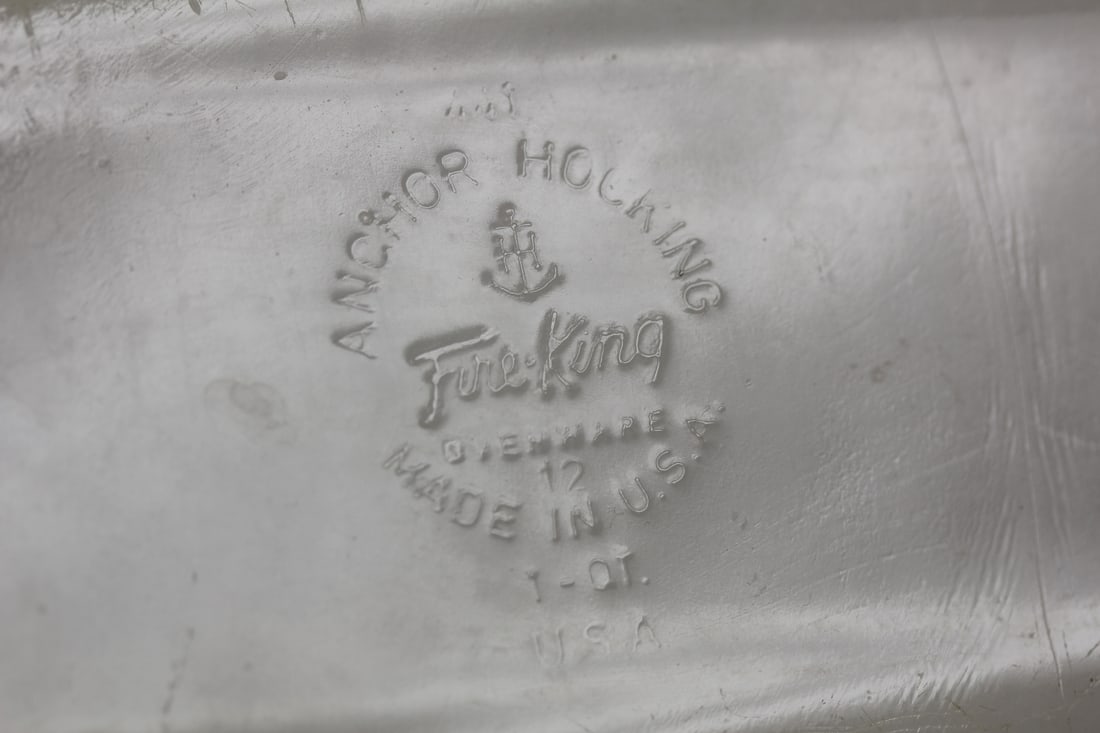 ANCHOR HOCKING
Fire-King
OVENWARE
12
MADE IN U.S.A.
1-QT.
USA